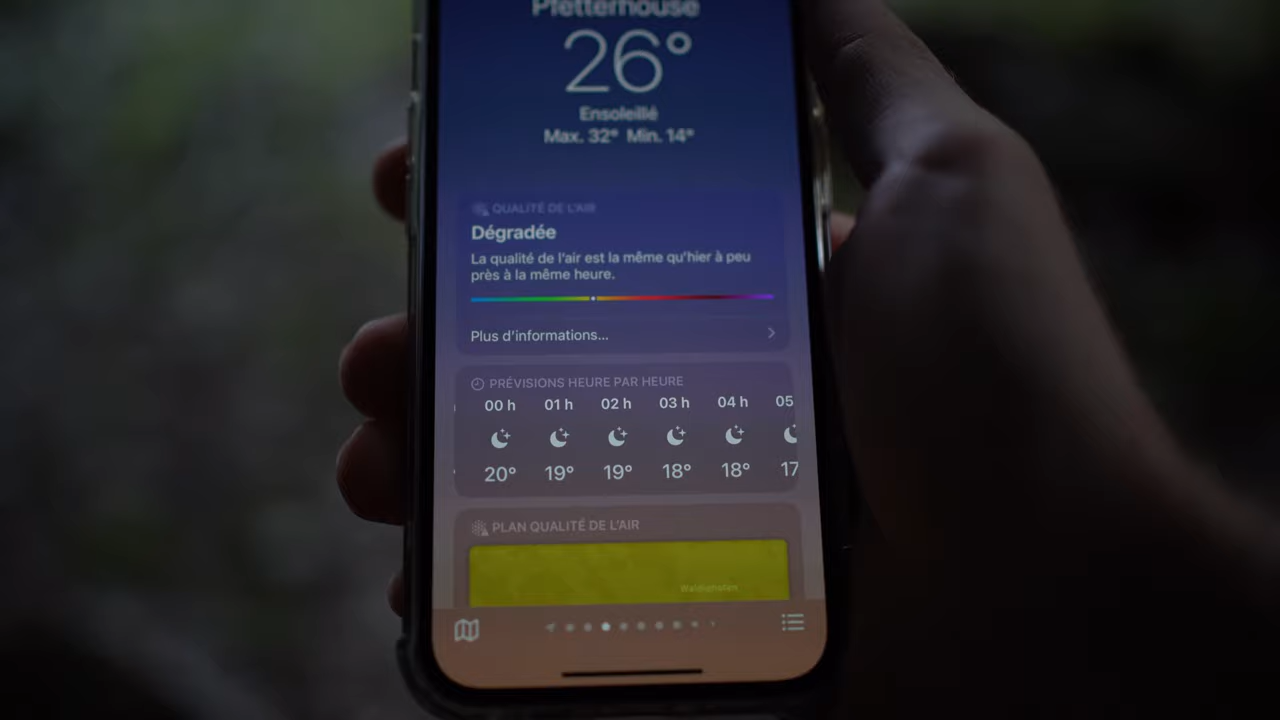 Pfetterhouse
26°
Ensoleillé
Max. 32° Min. 14°
QUALITÉ DE L'AIR
Dégradée
La qualité de l'air est la même qu'hier à peu
près à la même heure.
Plus d'informations...
PRÉVISIONS HEURE PAR HEURE
00 h 01 h 02 h 03 h 04 h 05
20° 19° 19° 18° 18° 17
PLAN QUALITÉ DE L'AIR